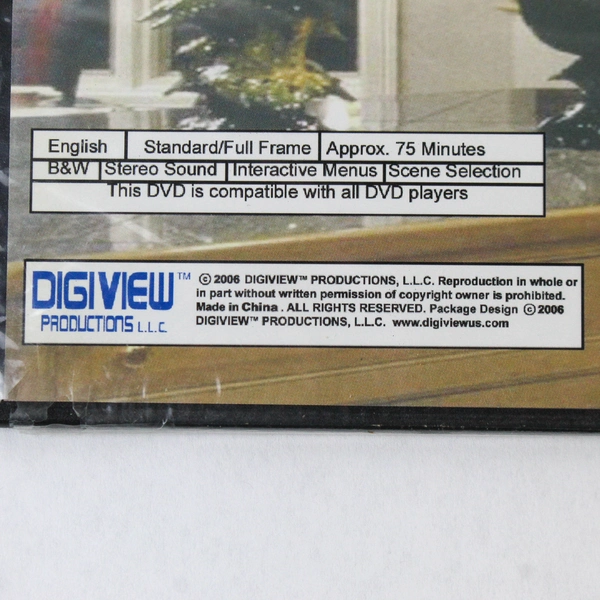 English Standard/Full Frame Approx. 75 Minutes
B&W Stereo Sound Interactive Menus Scene Selection
This DVD is compatible with all DVD players
DIGIVIEW™
PRODUCTIONS L.L.C.
©2006 DIGIVIEW™ PRODUCTIONS, L.L.C. Reproduction in whole or
in part without written permission of copyright owner is prohibited.
Made in China . ALL RIGHTS RESERVED. Package Design ©2006
DIGIVIEW™ PRODUCTIONS, L.L.C. www.digiviewus.com